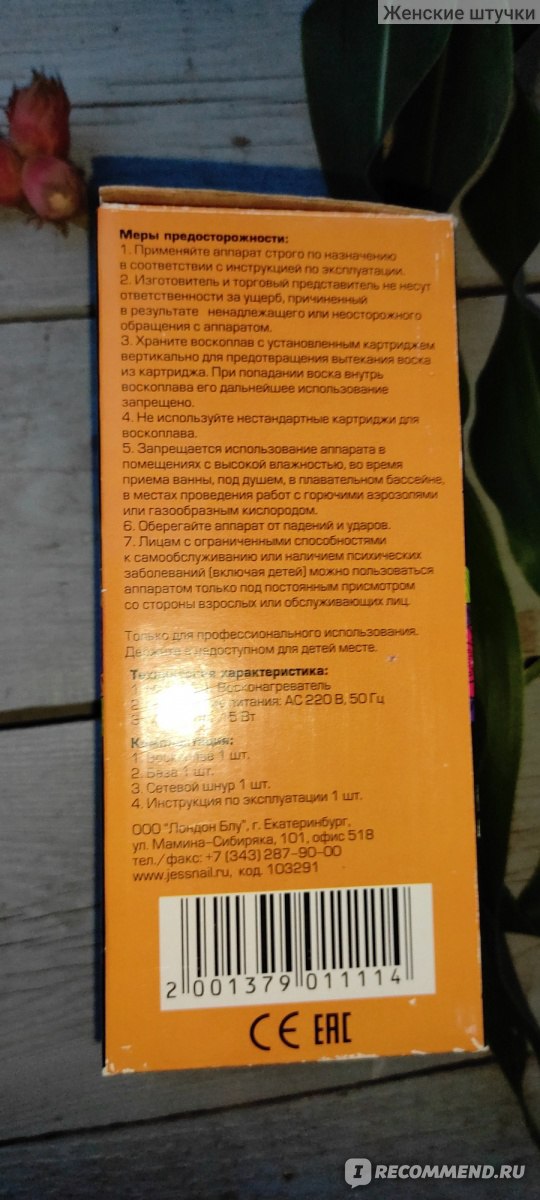 Женские штучки
Меры предосторожности:
1. Применяйте аппарат строго по назначению
в соответствии с инструкцией по эксплуатации.
2. Изготовитель и торговый представитель не несут
ответственности за ущерб, причиненный
в результате ненадлежащего или неосторожного
обращения с аппаратом.
3. Храните воскоплав с установленным картриджем
вертикально для предотвращения вытекания воска
из картриджа. При попадании воска внутрь
воскоплава его дальнейшее использование
запрещено.
4. Не используйте нестандартные картриджи для
воскоплава.
5. Запрещается использование аппарата в
помещениях с высокой влажностью, во время
приема ванны, под душем, в плавательном бассейне,
в местах проведения работ с горючими аэрозолями
или газообразным кислородом.
6. Оберегайте аппарат от падений и ударов.
7. Лицам с ограниченными способностями
к самообслуживанию или наличием психических
заболеваний (включая детей) можно пользоваться
аппаратом только под постоянным присмотром
со стороны взрослых или обслуживающих лиц.
Только для профессионального использования.
Держите в недоступном для детей месте.
Техническая характеристика:
1. Восконагреватель
2. питания: AC 220 В, 50 Гц
3. Вт
Комплектация:
1. 1 шт.
2. База 1 шт.
3. Сетевой шнур 1 шт.
4. Инструкция по эксплуатации 1 шт.
ООО "Лондон Блу", г. Екатеринбург,
ул. Мамина-Сибиряка, 101, офис 518
тел./факс: +7 (343) 287-90-00
www.jessnail.ru, код. 103291
2 001379 011114
CE EAC
IRECOMMEND.RU